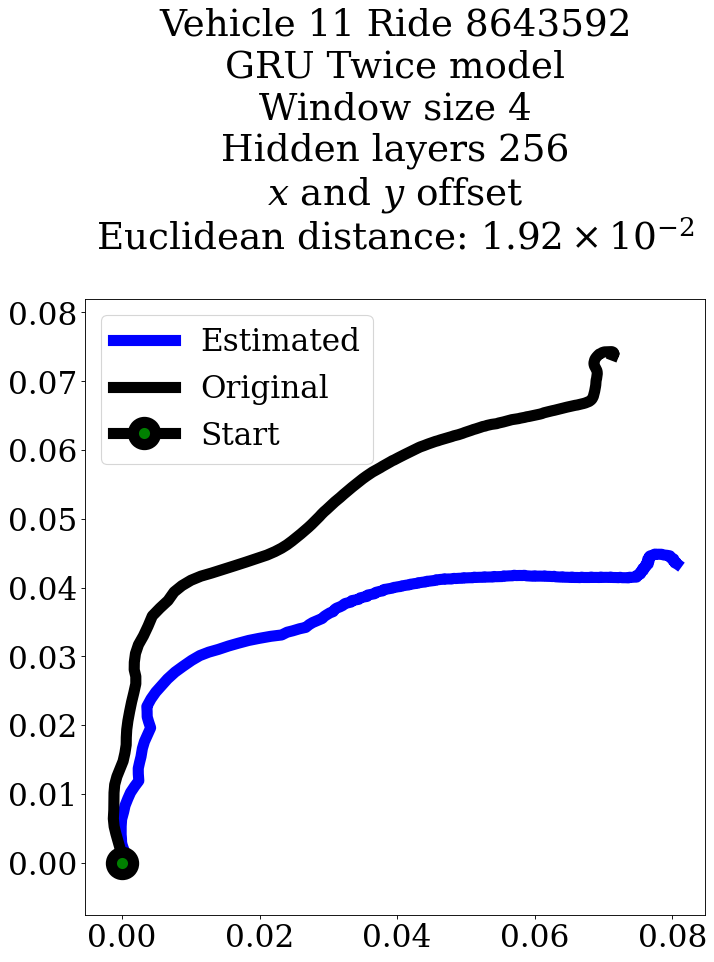 Vehicle 11 Ride 8643592
GRU Twice model
Window size 4
Hidden layers 256
x and y offset
Euclidean distance: 1.92 × 10⁻²
Estimated
Original
Start
0.08
0.07
0.06
0.05
0.04
0.03
0.02
0.01
0.00
0.00 0.02 0.04 0.06 0.08